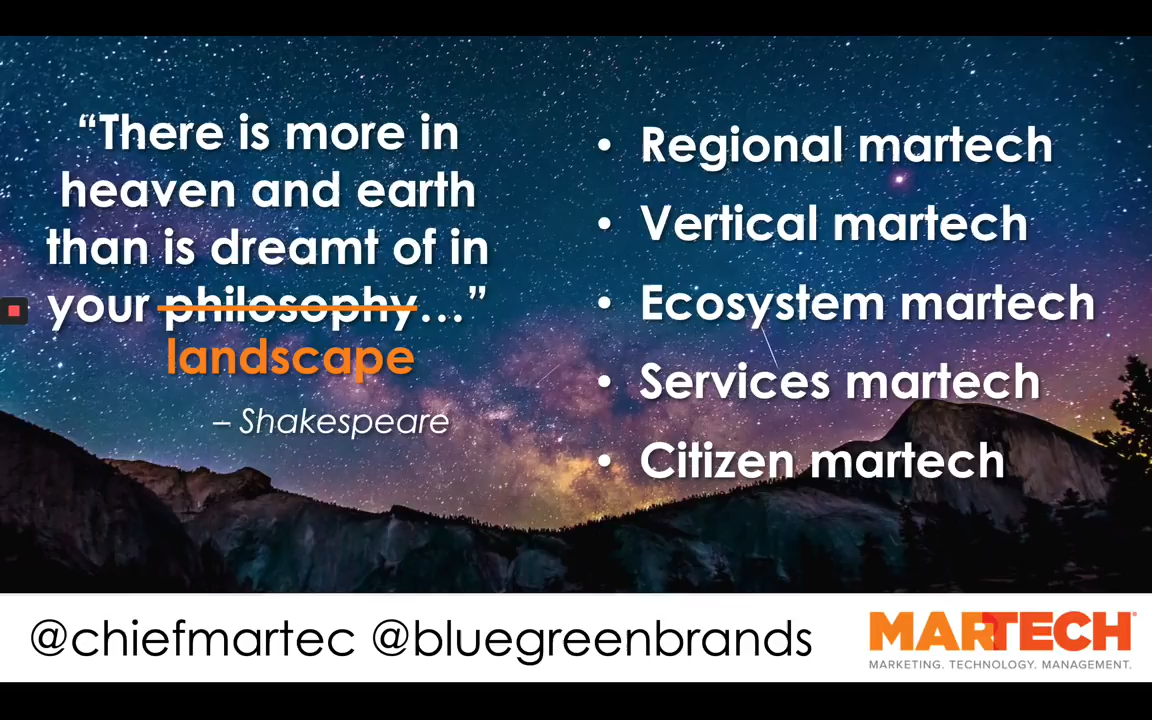 “There is more in
heaven and earth
than is dreamt of in
your philosophy…”
landscape
– Shakespeare
• Regional martech
• Vertical martech
• Ecosystem martech
• Services martech
• Citizen martech
@chiefmartec @bluegreenbrands
MARTECH®
MARKETING. TECHNOLOGY. MANAGEMENT.